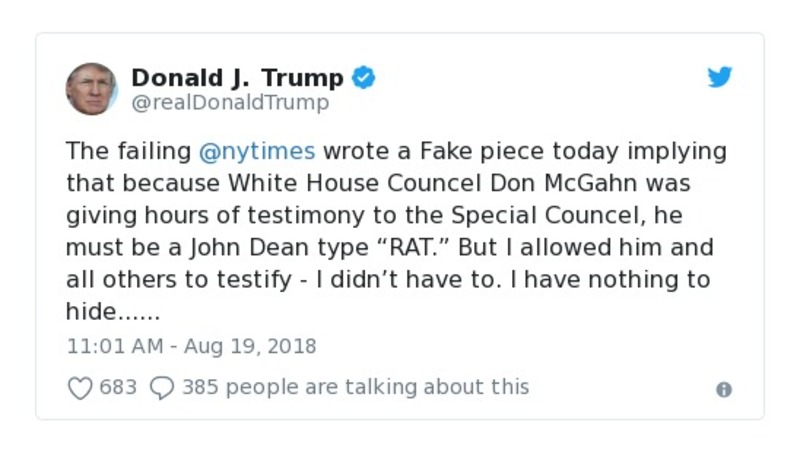 Donald J. Trump
@realDonaldTrump
The failing @nytimes wrote a Fake piece today implying
that because White House Councel Don McGahn was
giving hours of testimony to the Special Councel, he
must be a John Dean type “RAT.” But I allowed him and
all others to testify - I didn’t have to. I have nothing to
hide......
11:01 AM - Aug 19, 2018
683 385 people are talking about this